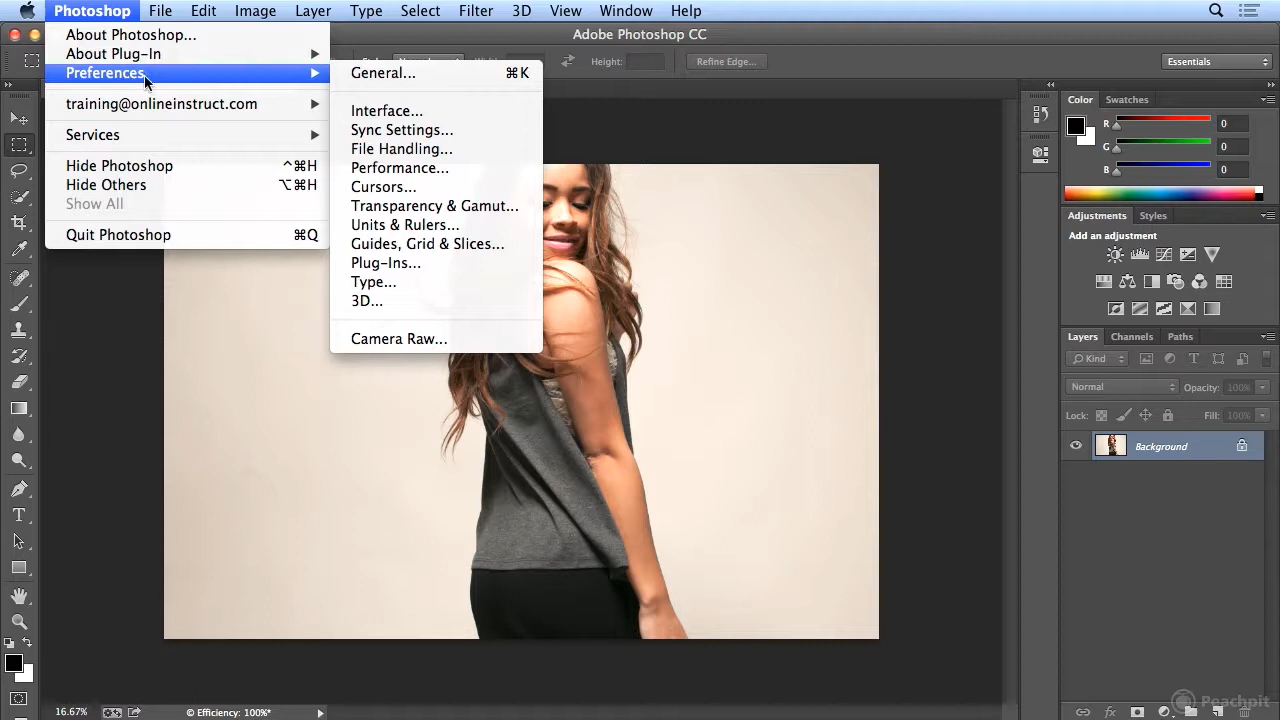 Photoshop File Edit Image Layer Type Select Filter 3D View Window Help
Adobe Photoshop CC
Height:
Refine Edge...
Essentials
About Photoshop...
About Plug-In
Preferences
training@onlineinstruct.com
Services
Hide Photoshop ^⌘H
Hide Others ⌥⌘H
Show All
Quit Photoshop ⌘Q
General... ⌘K
Interface...
Sync Settings...
File Handling...
Performance...
Cursors...
Transparency & Gamut...
Units & Rulers...
Guides, Grid & Slices...
Plug-Ins...
Type...
3D...
Camera Raw...
Color Swatches
R 0
G 0
B 0
Adjustments Styles
Add an adjustment
Layers Channels Paths
Kind
Normal Opacity: 100%
Lock: Fill: 100%
Background
16.67% © Efficiency: 100%*
Peachpit